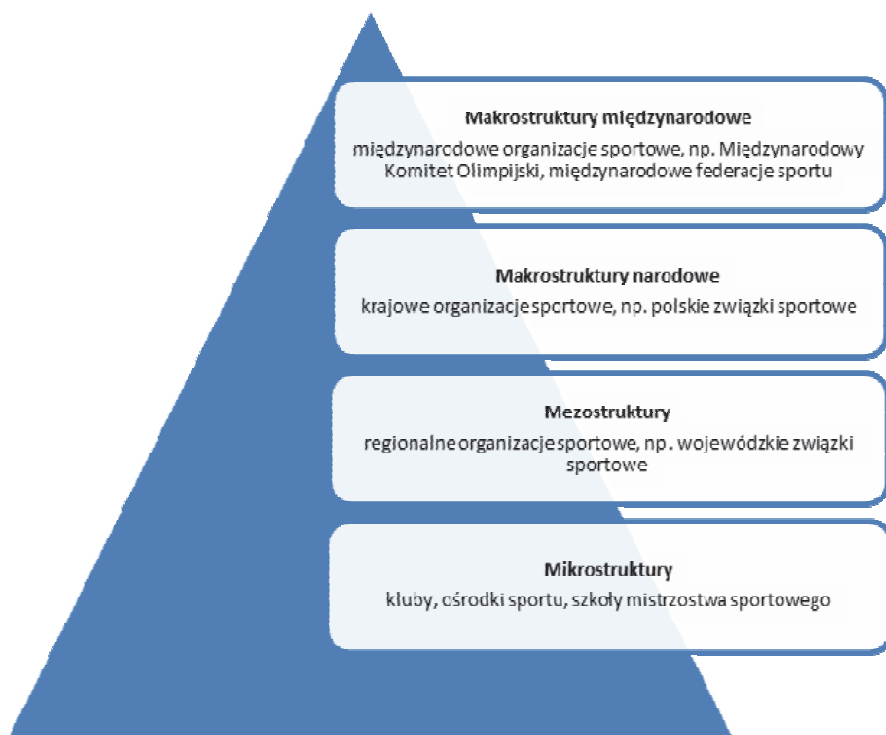 Makrostruktury międzynarodowe
międzynarodowe organizacje sportowe, np. Międzynarodowy
Komitet Olimpijski, międzynarodowe federacje sportu
Makrostruktury narodowe
krajowe organizacje sportowe, np. polskie związki sportowe
Mezostruktury
regionalne organizacje sportowe, np. wojewódzkie związki
sportowe
Mikrostruktury
kluby, ośrodki sportu, szkoły mistrzostwa sportowego